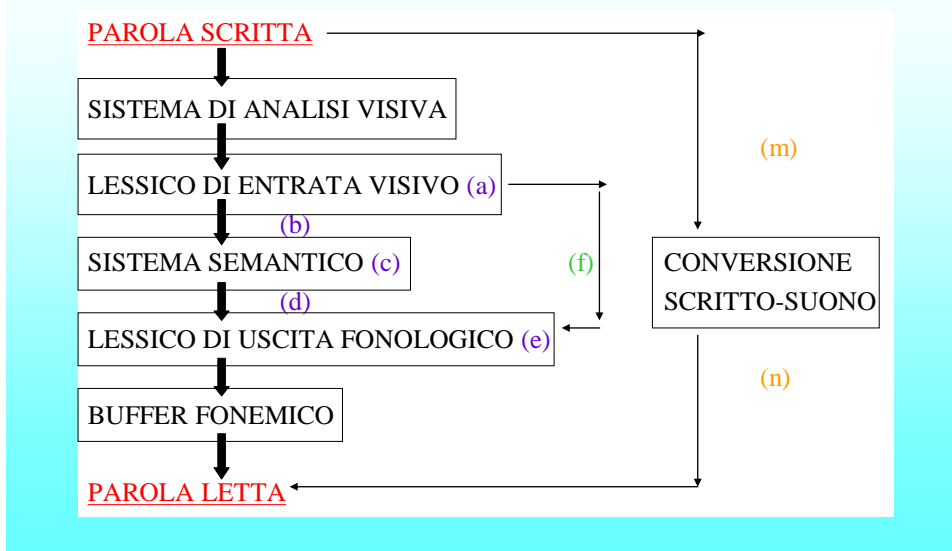 PAROLA SCRITTA
SISTEMA DI ANALISI VISIVA
(m)
LESSICO DI ENTRATA VISIVO (a)
(b)
SISTEMA SEMANTICO (c)
(f)
CONVERSIONE
SCRITTO-SUONO
(d)
LESSICO DI USCITA FONOLOGICO (e)
(n)
BUFFER FONEMICO
PAROLA LETTA